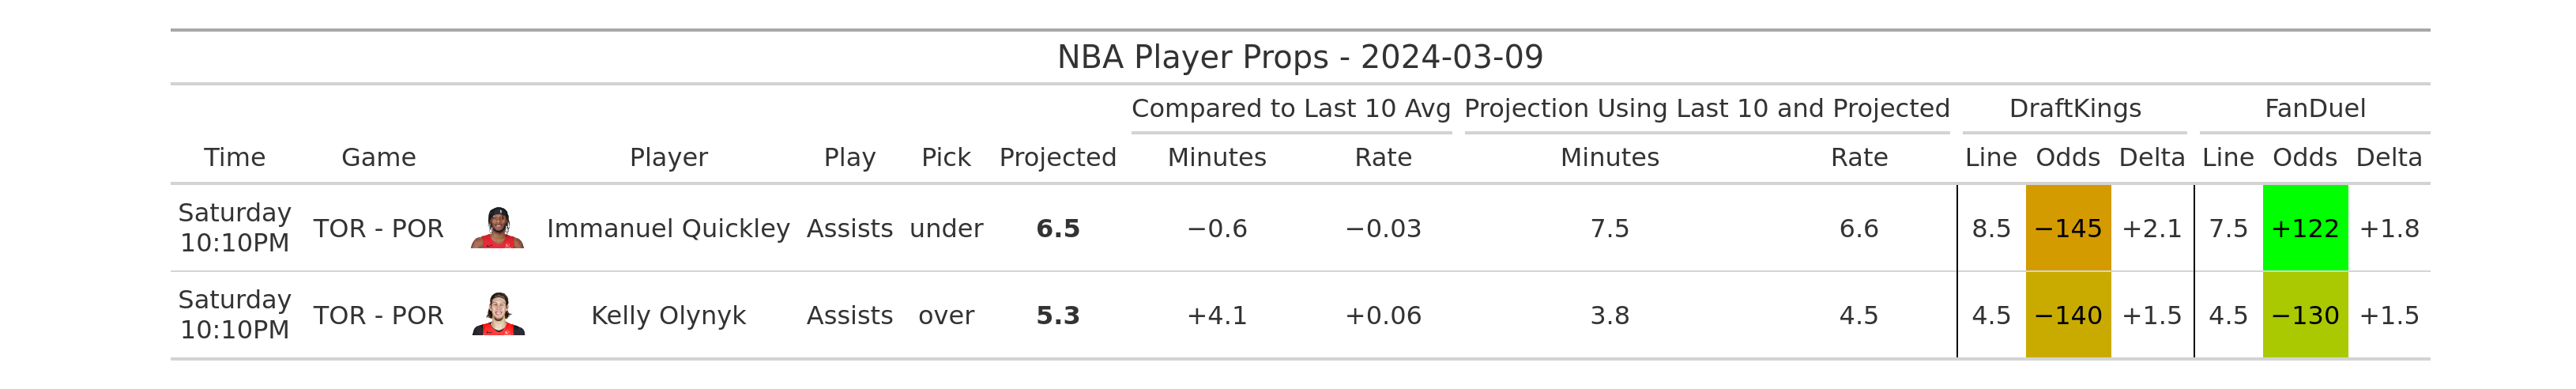 NBA Player Props - 2024-03-09
Compared to Last 10 Avg Projection Using Last 10 and Projected DraftKings FanDuel
Time Game Player Play Pick Projected Minutes Rate Minutes Rate Line Odds Delta Line Odds Delta
Saturday
10:10PM TOR - POR Immanuel Quickley Assists under 6.5 −0.6 −0.03 7.5 6.6 8.5 −145 +2.1 7.5 +122 +1.8
Saturday
10:10PM TOR - POR Kelly Olynyk Assists over 5.3 +4.1 +0.06 3.8 4.5 4.5 −140 +1.5 4.5 −130 +1.5